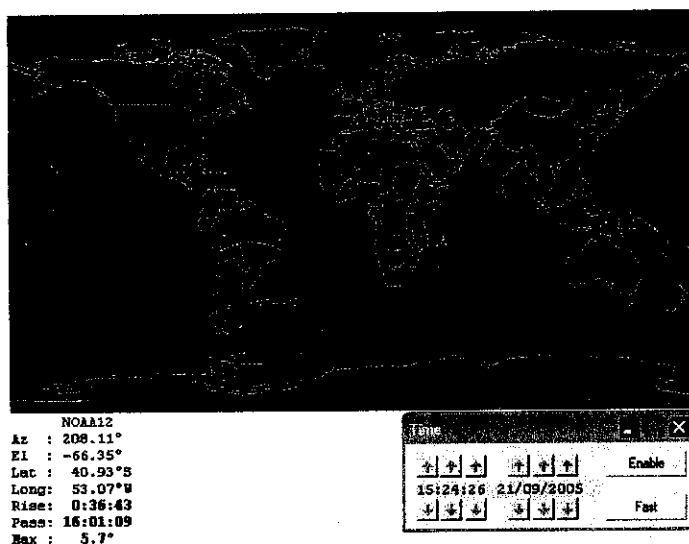 NOAA12
Az : 208.11°
El : -66.35°
Lat : 40.93°S
Long: 53.07°W
Rise: 0:36:43
Pass: 16:01:09
Max : 5.7°
Time
Enable
15:24:26 21/09/2005
Fast